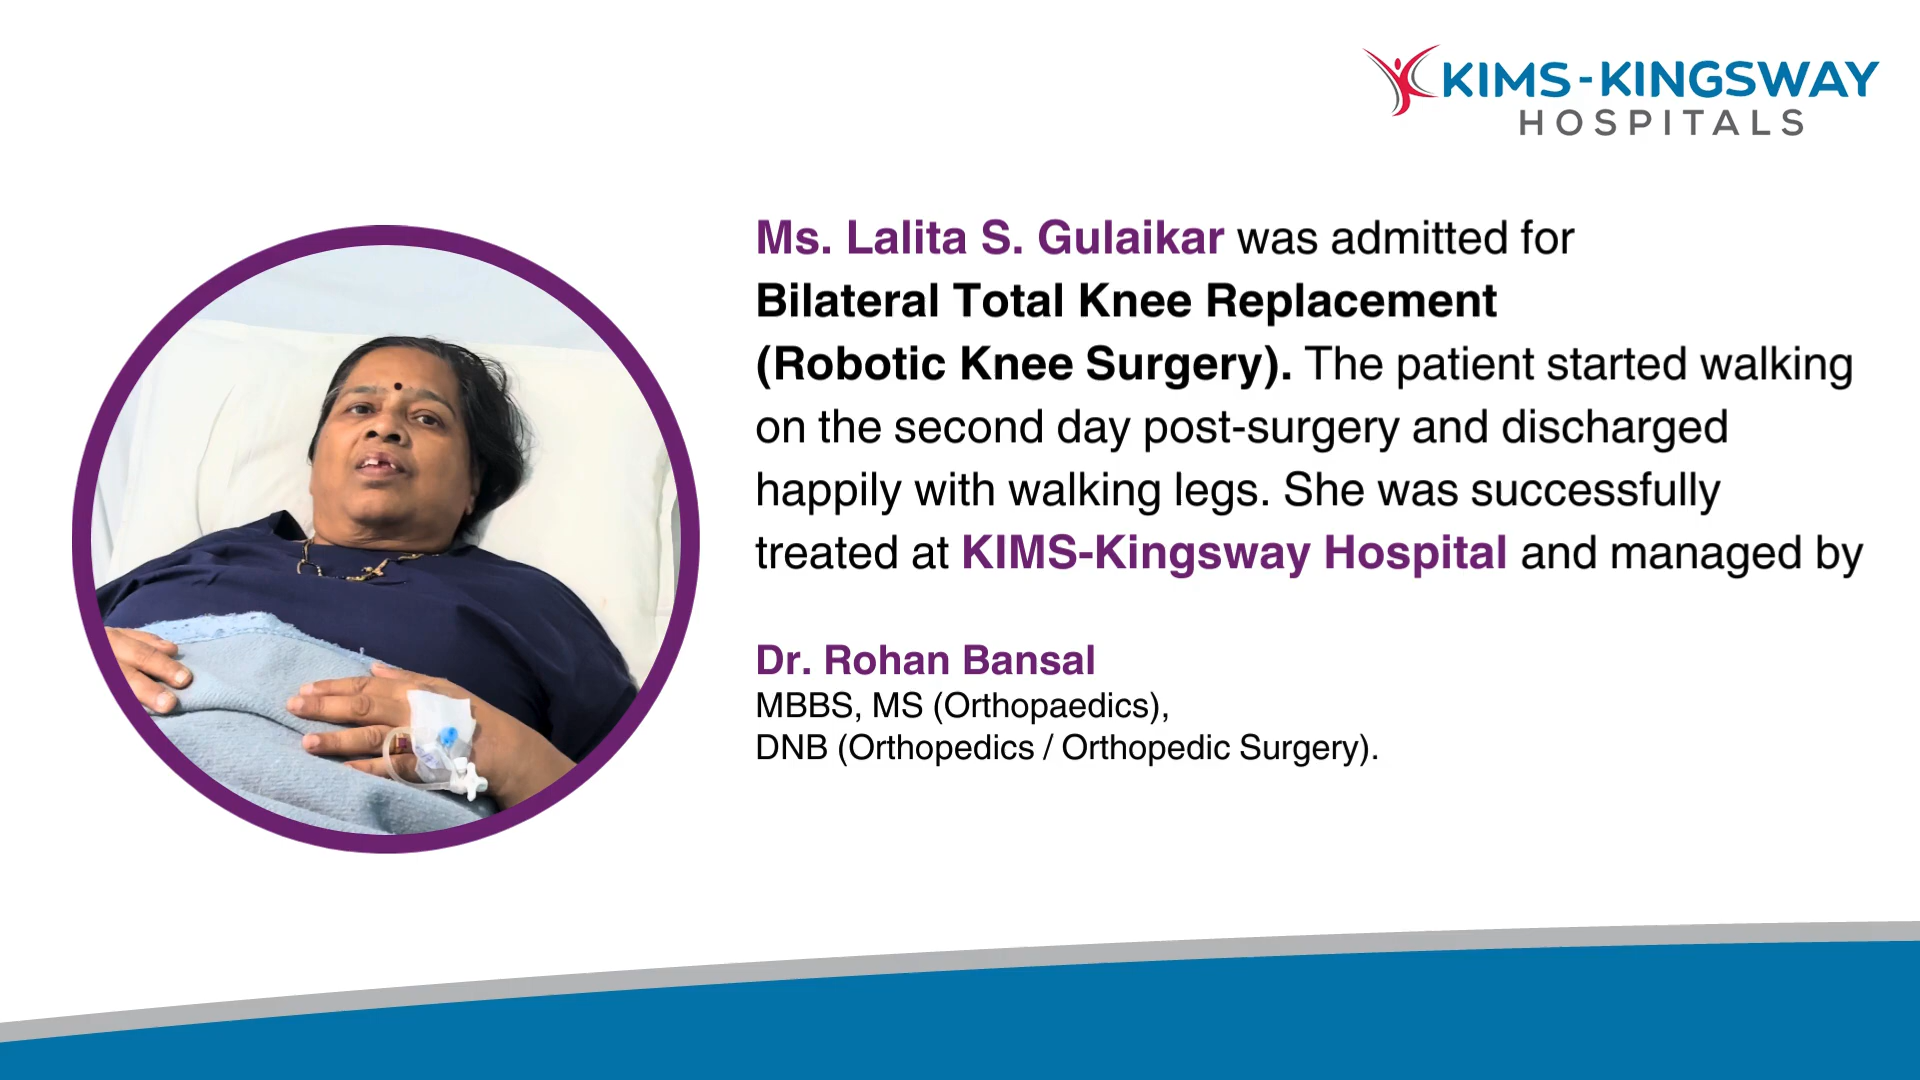 KIMS-KINGSWAY
HOSPITALS
Ms. Lalita S. Gulaikar was admitted for
Bilateral Total Knee Replacement
(Robotic Knee Surgery). The patient started walking
on the second day post-surgery and discharged
happily with walking legs. She was successfully
treated at KIMS-Kingsway Hospital and managed by
Dr. Rohan Bansal
MBBS, MS (Orthopaedics),
DNB (Orthopedics / Orthopedic Surgery).